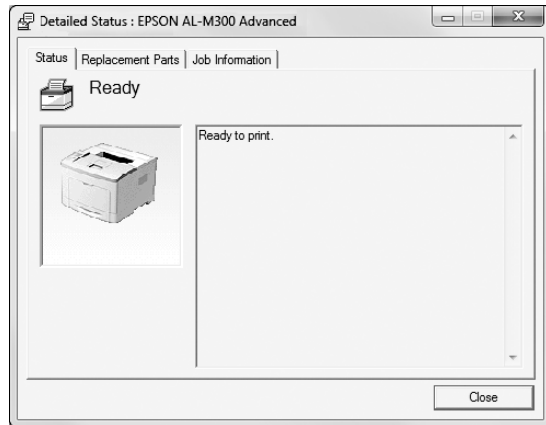 Detailed Status : EPSON AL-M300 Advanced
Status Replacement Parts Job Information
Ready
Ready to print.
Close